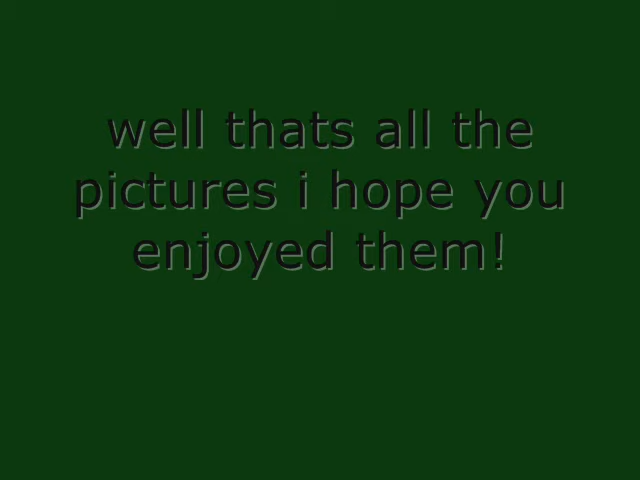 well thats all the
pictures i hope you
enjoyed them!